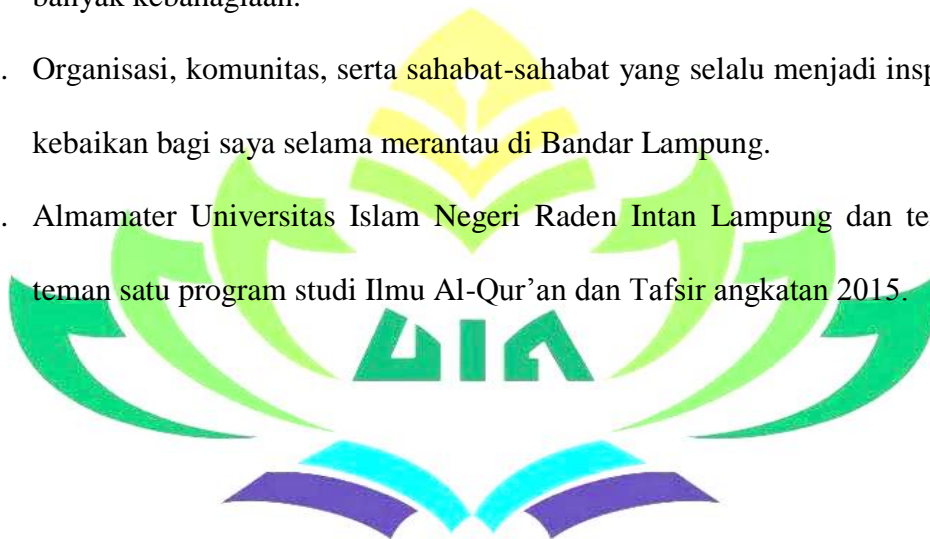 banyak kebahagiaan.
. Organisasi, komunitas, serta sahabat-sahabat yang selalu menjadi
kebaikan bagi saya selama merantau di Bandar Lampung.
. Almamater Universitas Islam Negeri Raden Intan Lampung dan
teman satu program studi Ilmu Al-Qur’an dan Tafsir angkatan 2015.
UIN